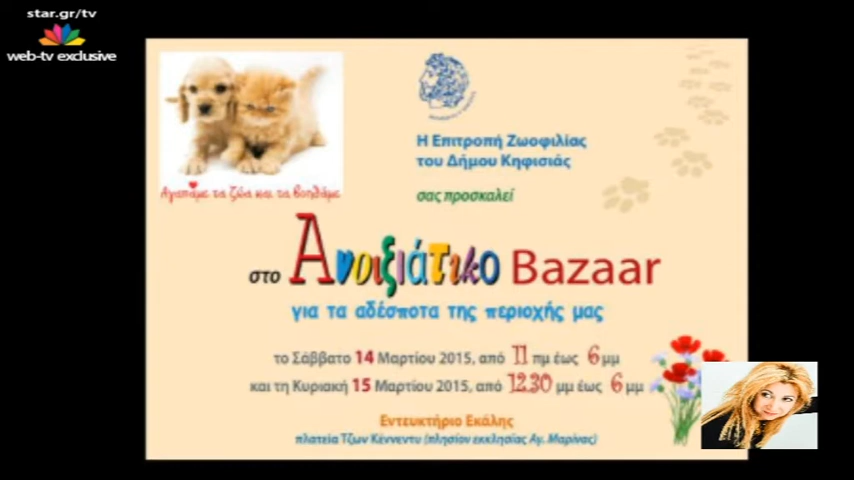 star.gr/tv
web-tv exclusive
Αγαπάμε τα ζώα και τα βοηθάμε
Η Επιτροπή Ζωοφιλίας
του Δήμου Κηφισιάς
σας προσκαλεί
στο Ανοιξιάτικο Bazaar
για τα αδέσποτα της περιοχής μας
το Σάββατο 14 Μαρτίου 2015, από 11 πμ έως 6 μμ
και τη Κυριακή 15 Μαρτίου 2015, από 12.30 μμ έως 6 μμ
Εντευκτήριο Εκάλης
πλατεία Τζων Κέννεντυ (πλησίον εκκλησίας Αγ. Μαρίνας)